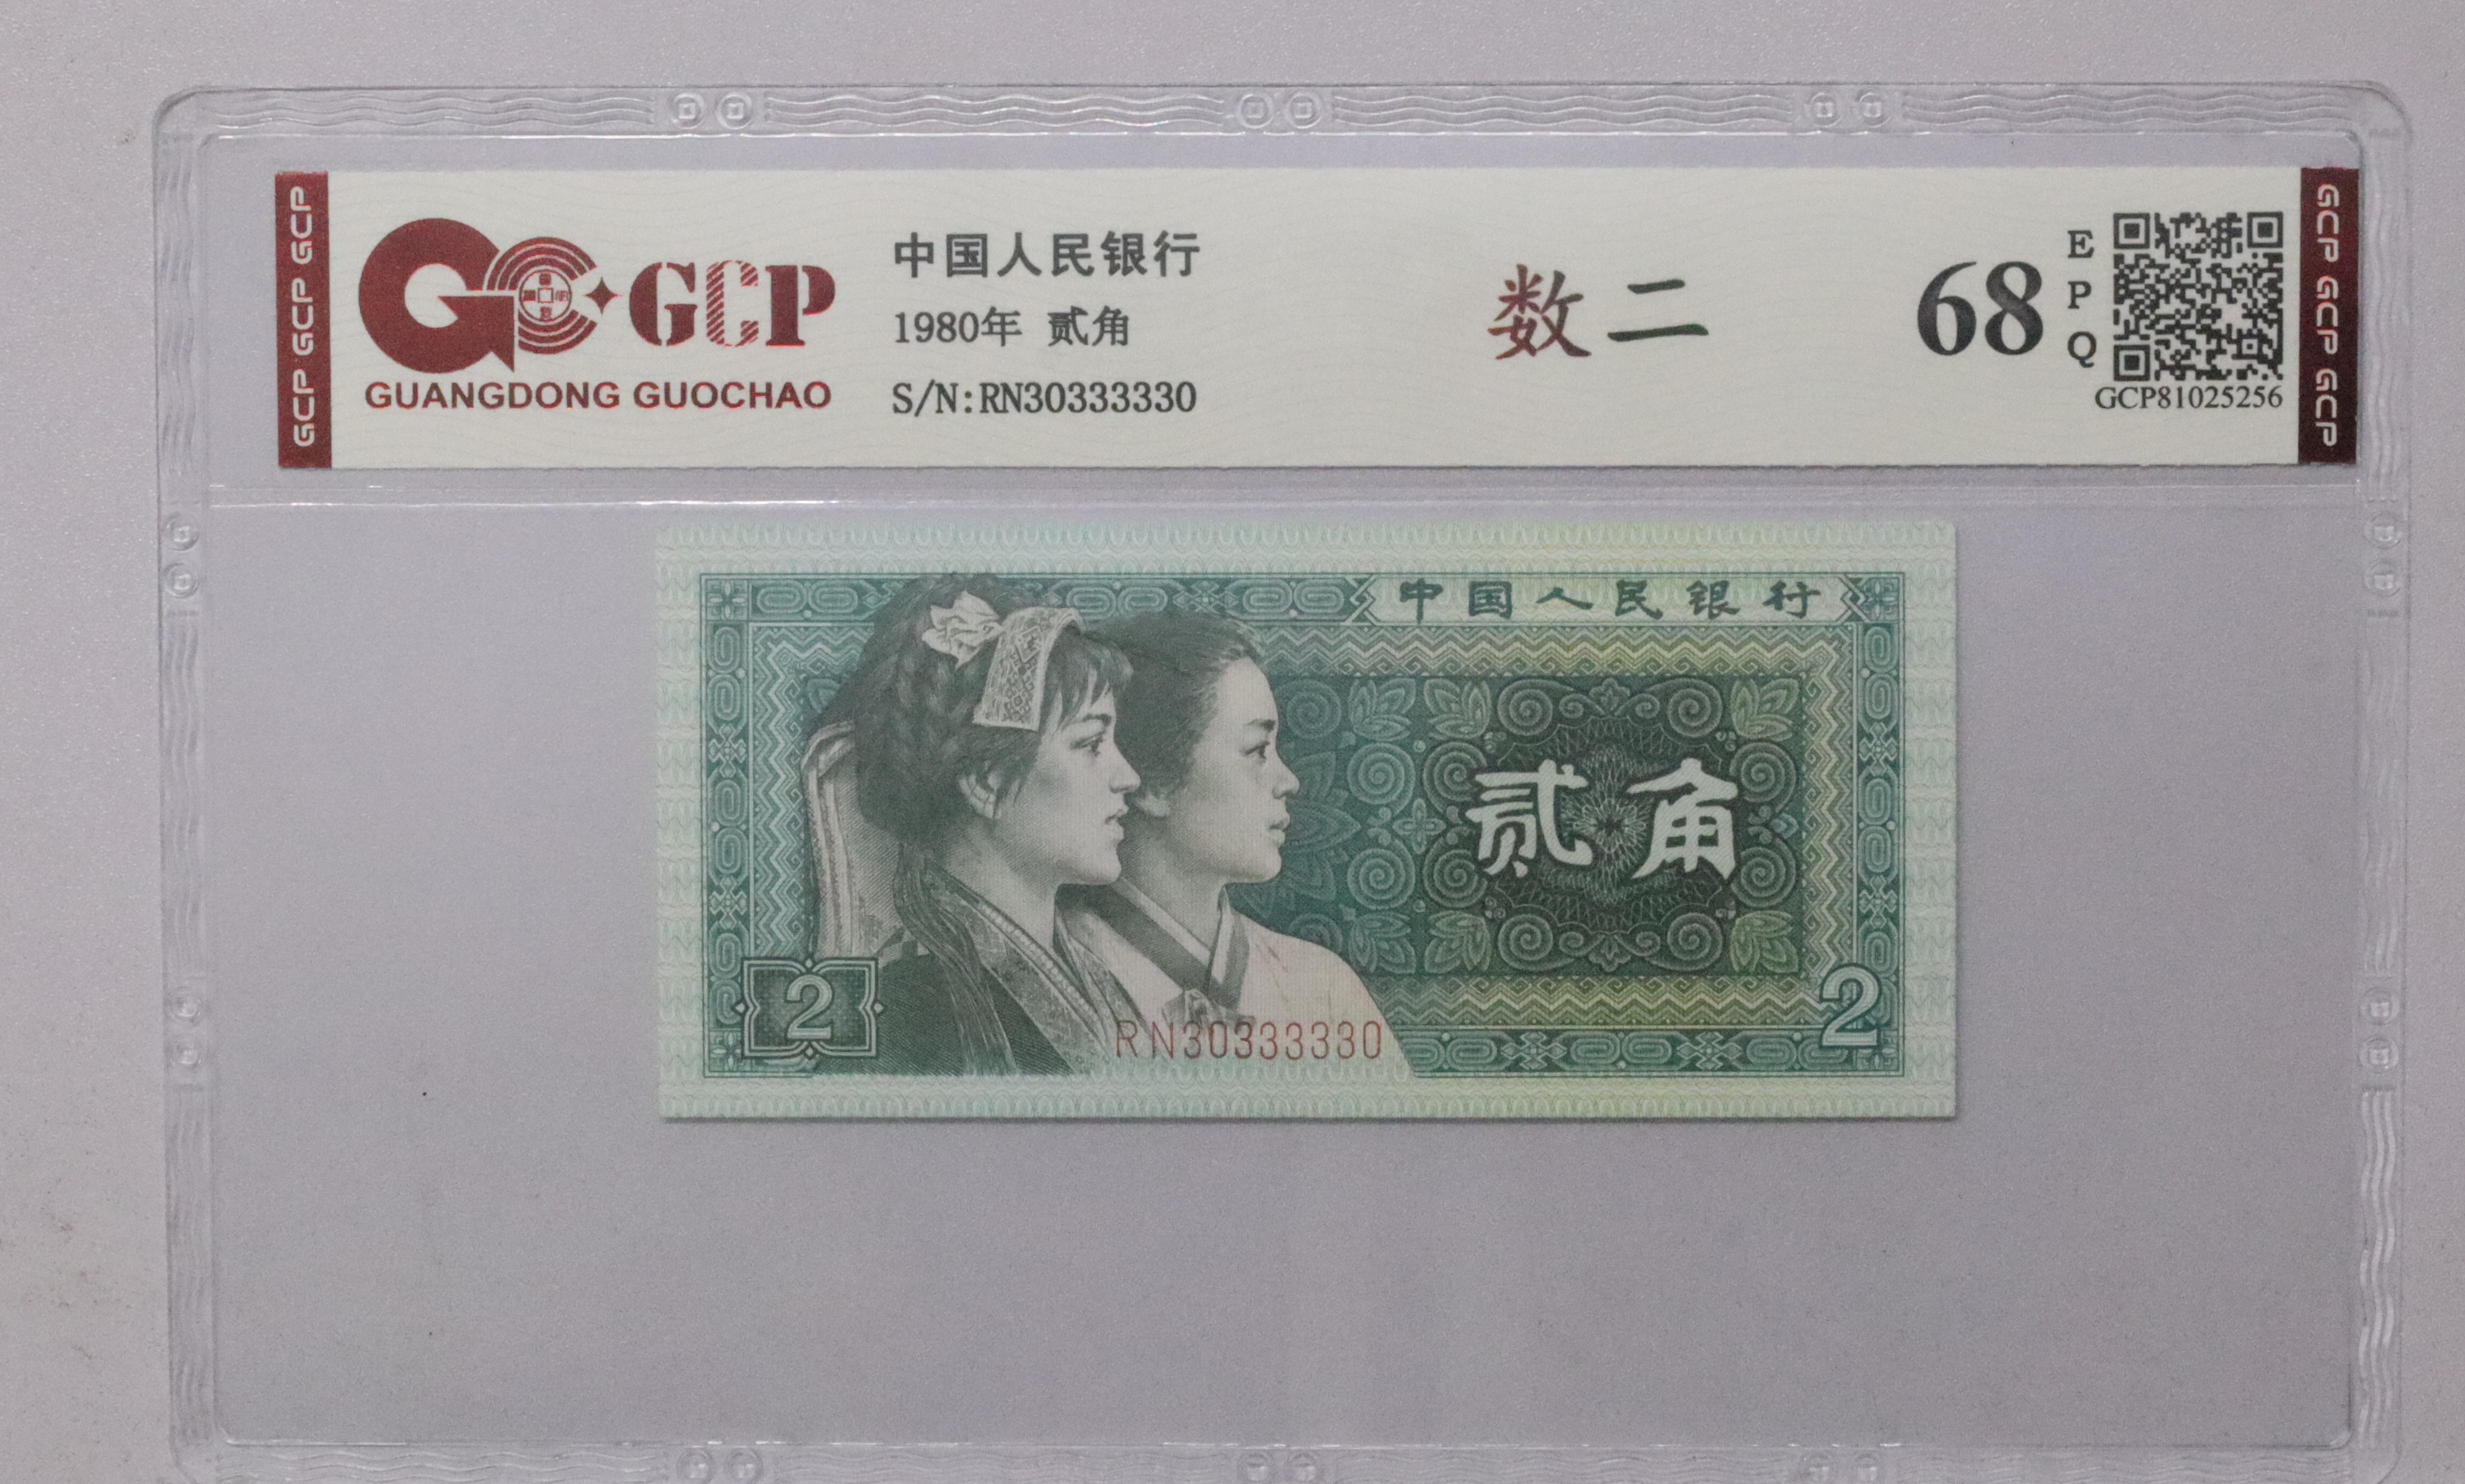 GCP GCP GCP
GCP
GUANGDONG GUOCHAO
中国人民银行
1980年 贰角
S/N:RN30333330
数二
68
EPQ
GCP81025256
GCP GCP GCP
中国人民银行
贰角
2
RN30333330
2